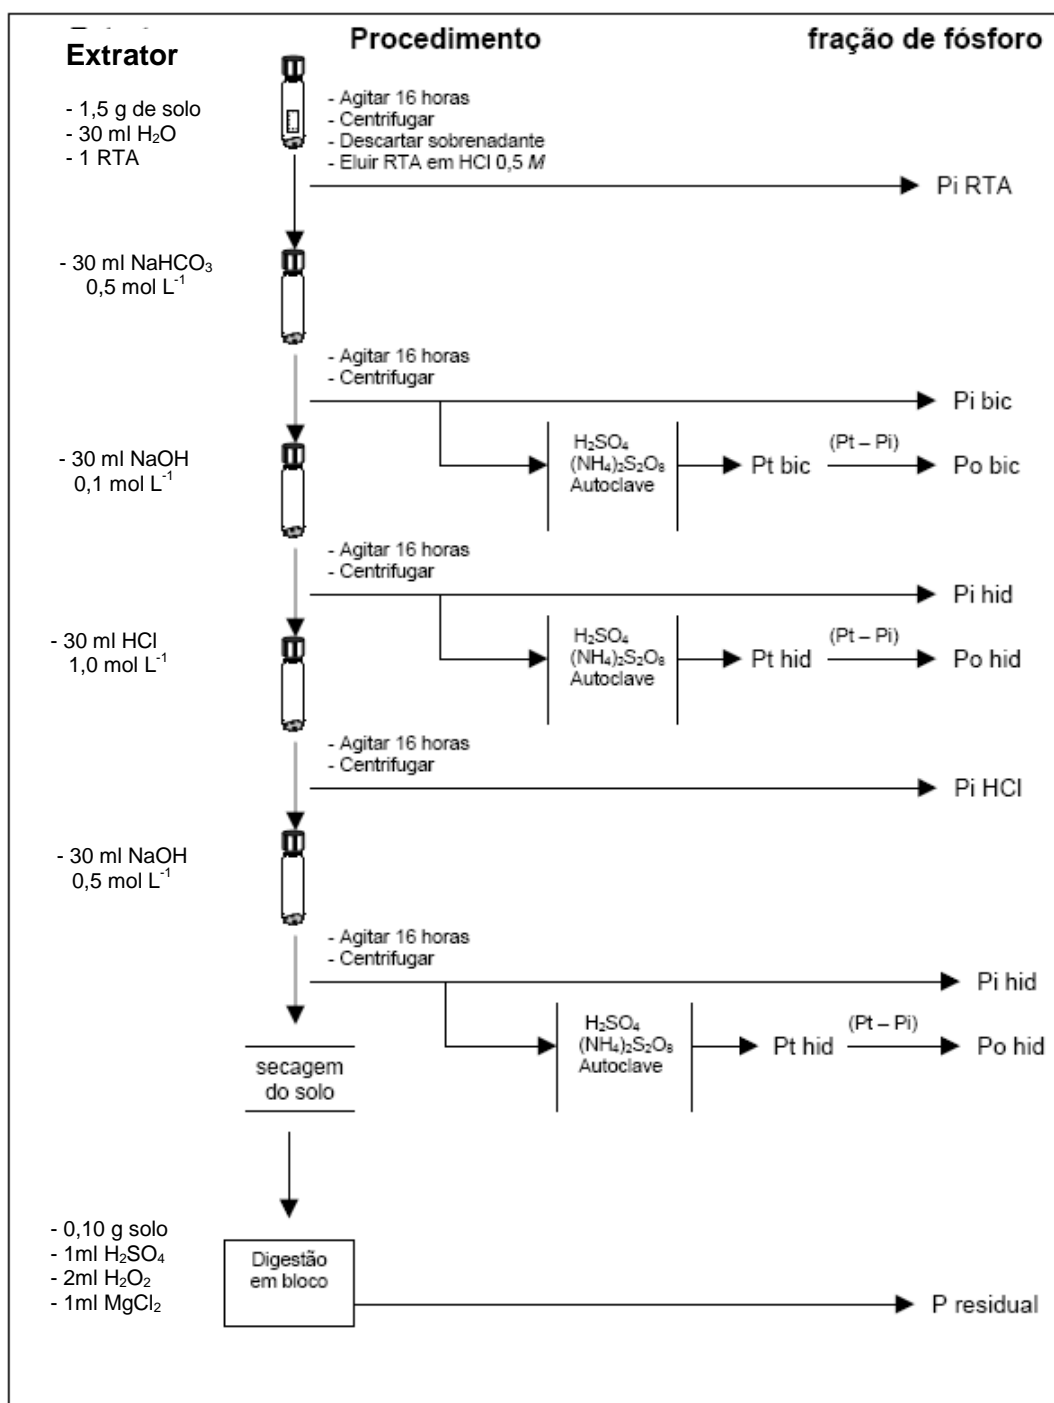 Extrator
Procedimento
fração de fósforo
- 1,5 g de solo
- 30 ml H₂O
- 1 RTA
- Agitar 16 horas
- Centrifugar
- Descartar sobrenadante
- Eluir RTA em HCl 0,5 M
Pi RTA
- 30 ml NaHCO₃
0,5 mol L⁻¹
- Agitar 16 horas
- Centrifugar
Pi bic
H₂SO₄
(NH₄)₂S₂O₈
Autoclave
Pt bic
(Pt – Pi)
Po bic
- 30 ml NaOH
0,1 mol L⁻¹
- Agitar 16 horas
- Centrifugar
Pi hid
H₂SO₄
(NH₄)₂S₂O₈
Autoclave
Pt hid
(Pt – Pi)
Po hid
- 30 ml HCl
1,0 mol L⁻¹
- Agitar 16 horas
- Centrifugar
Pi HCl
- 30 ml NaOH
0,5 mol L⁻¹
- Agitar 16 horas
- Centrifugar
Pi hid
H₂SO₄
(NH₄)₂S₂O₈
Autoclave
Pt hid
(Pt – Pi)
Po hid
secagem
do solo
- 0,10 g solo
- 1ml H₂SO₄
- 2ml H₂O₂
- 1ml MgCl₂
Digestão
em bloco
P residual